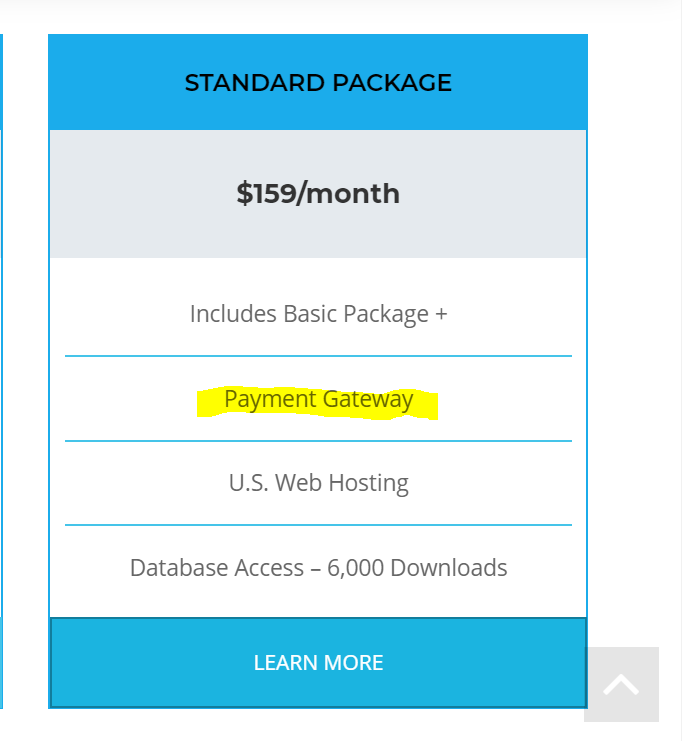 STANDARD PACKAGE
$159/month
Includes Basic Package +
Payment Gateway
U.S. Web Hosting
Database Access – 6,000 Downloads
LEARN MORE